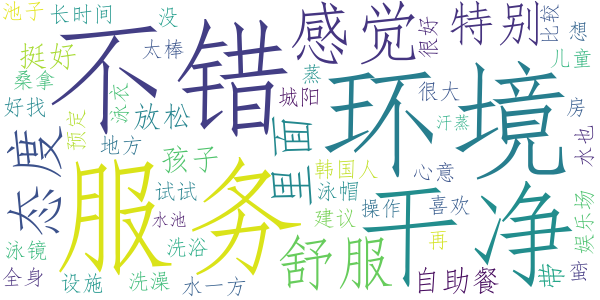 池子
长时间
没
不错
感觉
很好
特别
比较
想
挺好
太棒
蒸
儿童
桑拿
泳衣
环境
好找
放松
城阳
很大
房
预定
地方
汗蒸
水也
态度
孩子
里面
韩国人
心意
服务
干净
试试
泳帽
娱乐场
水池
建议
操作
喜欢
泳镜
洗浴
舒服
再
带
蛮
全身
设施
洗澡
水一方
自助餐